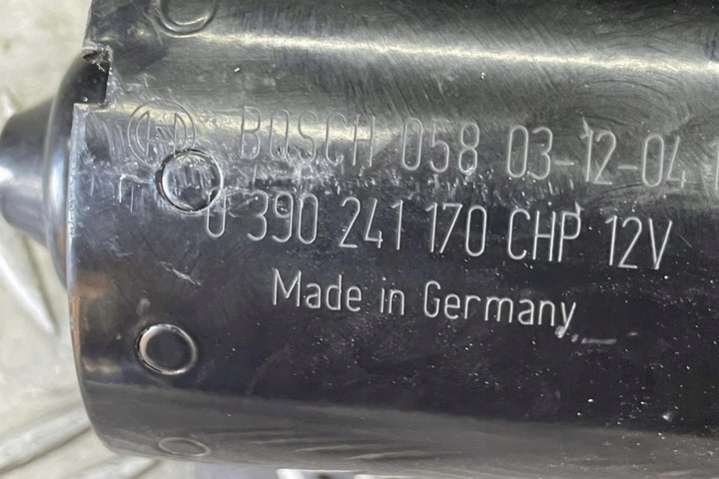 BOSCH 058 03-12-04
0 390 241 170 CHP 12V
Made in Germany